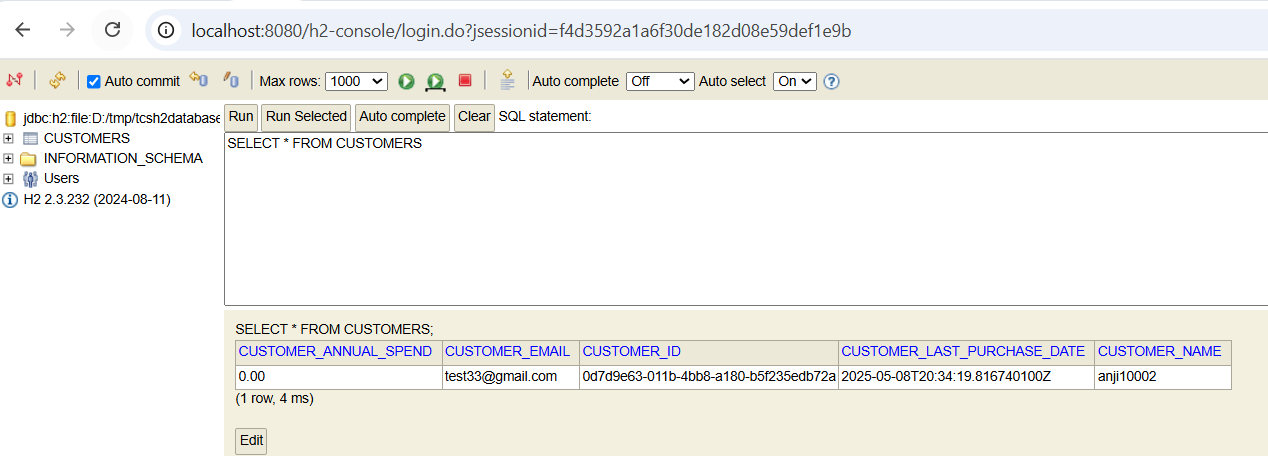 localhost:8080/h2-console/login.do?jsessionid=f4d3592a1a6f30de182d08e59def1e9b
Auto commit Max rows: 1000 Auto complete Off Auto select On
jdbc:h2:file:D:/tmp/tcsh2database
CUSTOMERS
INFORMATION_SCHEMA
Users
H2 2.3.232 (2024-08-11)
Run Run Selected Auto complete Clear SQL statement:
SELECT * FROM CUSTOMERS
SELECT * FROM CUSTOMERS;
CUSTOMER_ANNUAL_SPEND CUSTOMER_EMAIL CUSTOMER_ID CUSTOMER_LAST_PURCHASE_DATE CUSTOMER_NAME
0.00 test33@gmail.com 0d7d9e63-011b-4bb8-a180-b5f235edb72a 2025-05-08T20:34:19.816740100Z anji10002
(1 row, 4 ms)
Edit